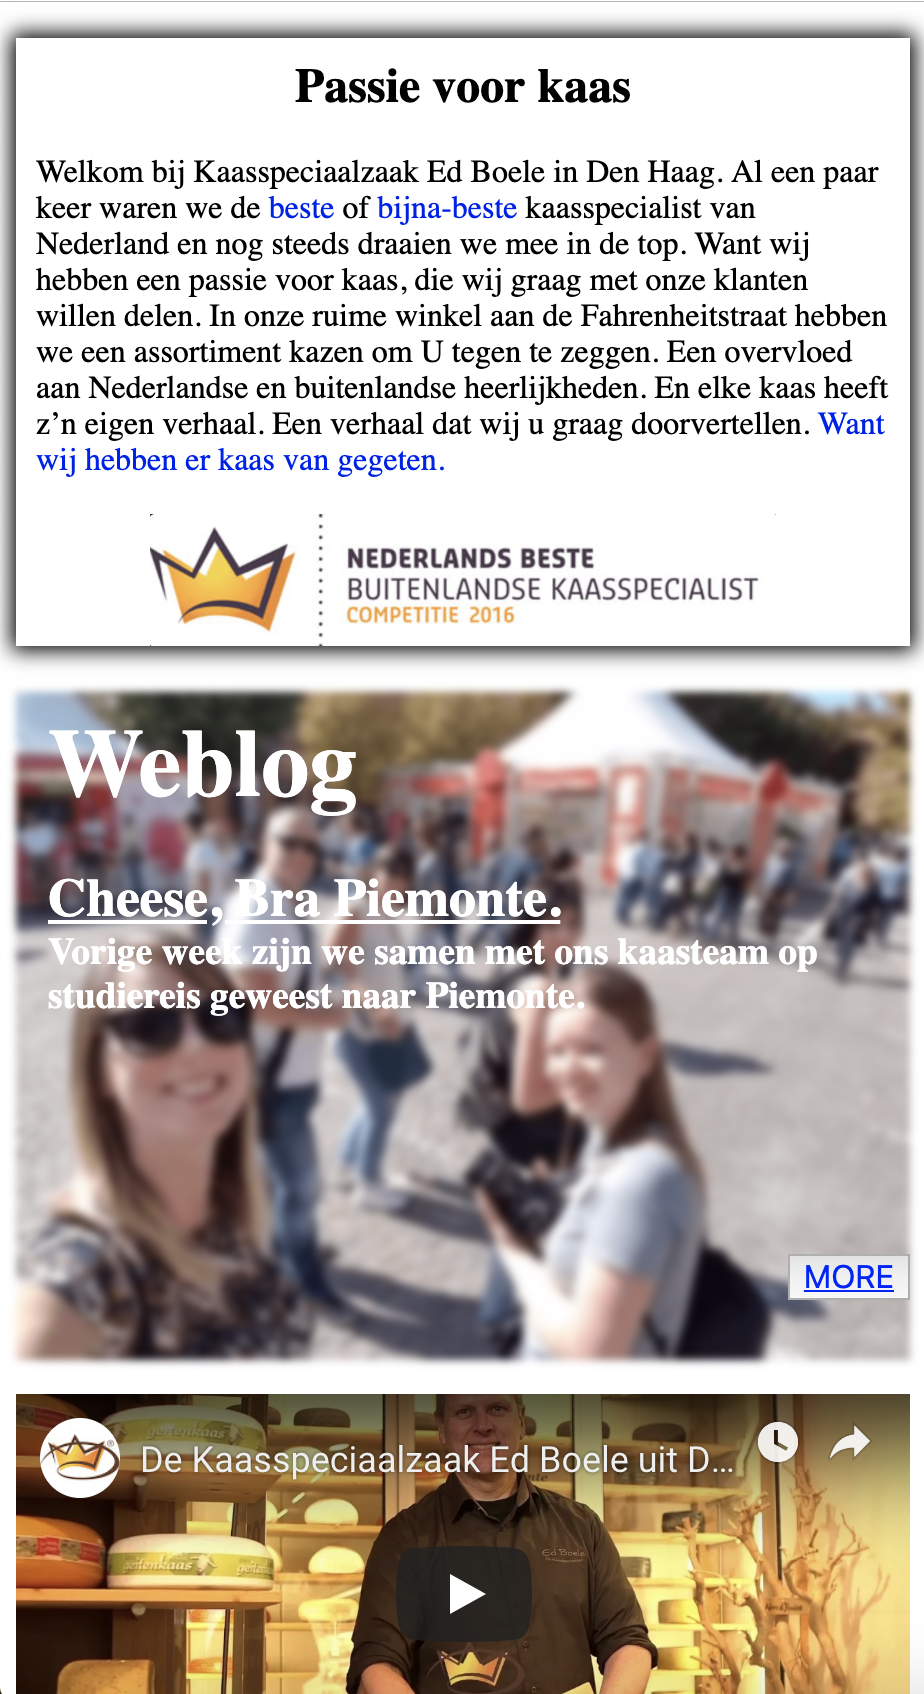 Passie voor kaas
Welkom bij Kaasspeciaalzaak Ed Boele in Den Haag. Al een paar
keer waren we de beste of bijna-beste kaasspecialist van
Nederland en nog steeds draaien we mee in de top. Want wij
hebben een passie voor kaas, die wij graag met onze klanten
willen delen. In onze ruime winkel aan de Fahrenheitstraat hebben
we een assortiment kazen om U tegen te zeggen. Een overvloed
aan Nederlandse en buitenlandse heerlijkheden. En elke kaas heeft
z’n eigen verhaal. Een verhaal dat wij u graag doorvertellen. Want
wij hebben er kaas van gegeten.
NEDERLANDS BESTE
BUITENLANDSE KAASSPECIALIST
COMPETITIE 2016
Weblog
Cheese, Bra Piemonte.
Vorige week zijn we samen met ons kaasteam op
studiereis geweest naar Piemonte.
MORE
geitenkaas
De Kaasspeciaalzaak Ed Boele uit D...
Ed Boele
geitenkaas